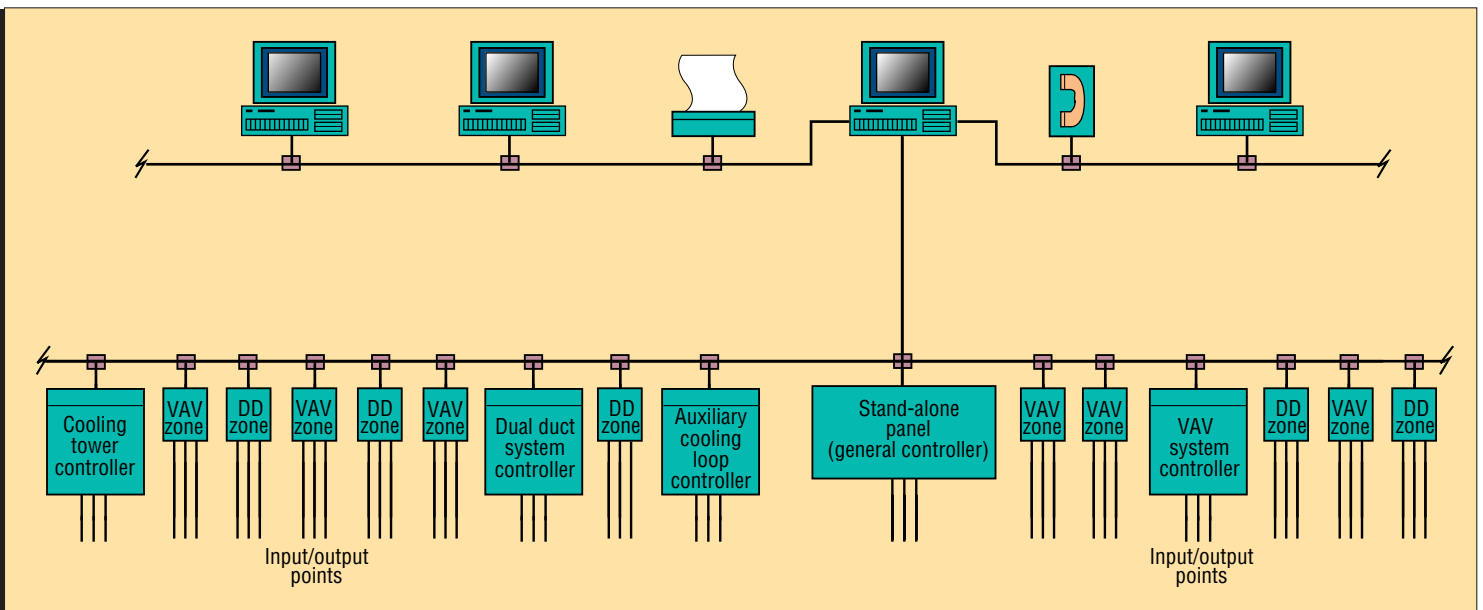 Cooling
tower
controller
VAV
zone
DD
zone
VAV
zone
DD
zone
VAV
zone
Dual duct
system
controller
DD
zone
Auxiliary
cooling
loop
controller
Stand-alone
panel
(general controller)
VAV
zone
VAV
zone
VAV
system
controller
DD
zone
VAV
zone
DD
zone
Input/output
points
Input/output
points